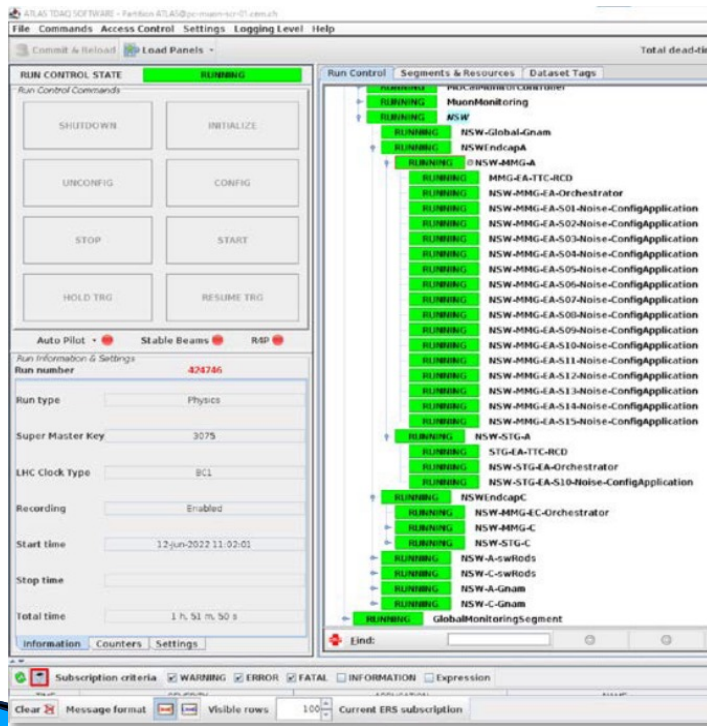 ATLAS TDAQ SOFTWARE - Partition ATLAS@pc-muon-scr-01.cern.ch
File Commands Access Control Settings Logging Level Help
Commit & Reload Load Panels
Total dead-tim
RUN CONTROL STATE RUNNING
Run Control Commands
SHUTDOWN INITIALIZE
UNCONFIG CONFIG
STOP START
HOLD TRG RESUME TRG
Auto Pilot Stable Beams R4P
Run Information & Settings
Run number 424746
Run type Physics
Super Master Key 3075
LHC Clock Type BC1
Recording Enabled
Start time 12-Jun-2022 11:02:01
Stop time
Total time 1 h, 51 m, 50 s
Information Counters Settings
Run Control Segments & Resources Dataset Tags
RUNNING
RUNNING MuonMonitoring
RUNNING NSW
RUNNING NSW-Global-Gnam
RUNNING NSWEndcapA
RUNNING NSW-MMG-A
RUNNING MMG-EA-TTC-RCD
RUNNING NSW-MMG-EA-Orchestrator
RUNNING NSW-MMG-EA-S01-Noise-ConfigApplication
RUNNING NSW-MMG-EA-S02-Noise-ConfigApplication
RUNNING NSW-MMG-EA-S03-Noise-ConfigApplication
RUNNING NSW-MMG-EA-S04-Noise-ConfigApplication
RUNNING NSW-MMG-EA-S05-Noise-ConfigApplication
RUNNING NSW-MMG-EA-S06-Noise-ConfigApplication
RUNNING NSW-MMG-EA-S07-Noise-ConfigApplication
RUNNING NSW-MMG-EA-S08-Noise-ConfigApplication
RUNNING NSW-MMG-EA-S09-Noise-ConfigApplication
RUNNING NSW-MMG-EA-S10-Noise-ConfigApplication
RUNNING NSW-MMG-EA-S11-Noise-ConfigApplication
RUNNING NSW-MMG-EA-S12-Noise-ConfigApplication
RUNNING NSW-MMG-EA-S13-Noise-ConfigApplication
RUNNING NSW-MMG-EA-S14-Noise-ConfigApplication
RUNNING NSW-MMG-EA-S15-Noise-ConfigApplication
RUNNING NSW-STG-A
RUNNING STG-EA-TTC-RCD
RUNNING NSW-STG-EA-Orchestrator
RUNNING NSW-STG-EA-S10-Noise-ConfigApplication
RUNNING NSWEndcapC
RUNNING NSW-MMG-EC-Orchestrator
RUNNING NSW-MMG-C
RUNNING NSW-STG-C
RUNNING NSW-A-swRods
RUNNING NSW-C-swRods
RUNNING NSW-A-Gnam
RUNNING NSW-C-Gnam
RUNNING GlobalMonitoringSegment
Find:
Subscription criteria WARNING ERROR FATAL INFORMATION Expression
Clear Message format Visible rows 100 Current ERS subscription